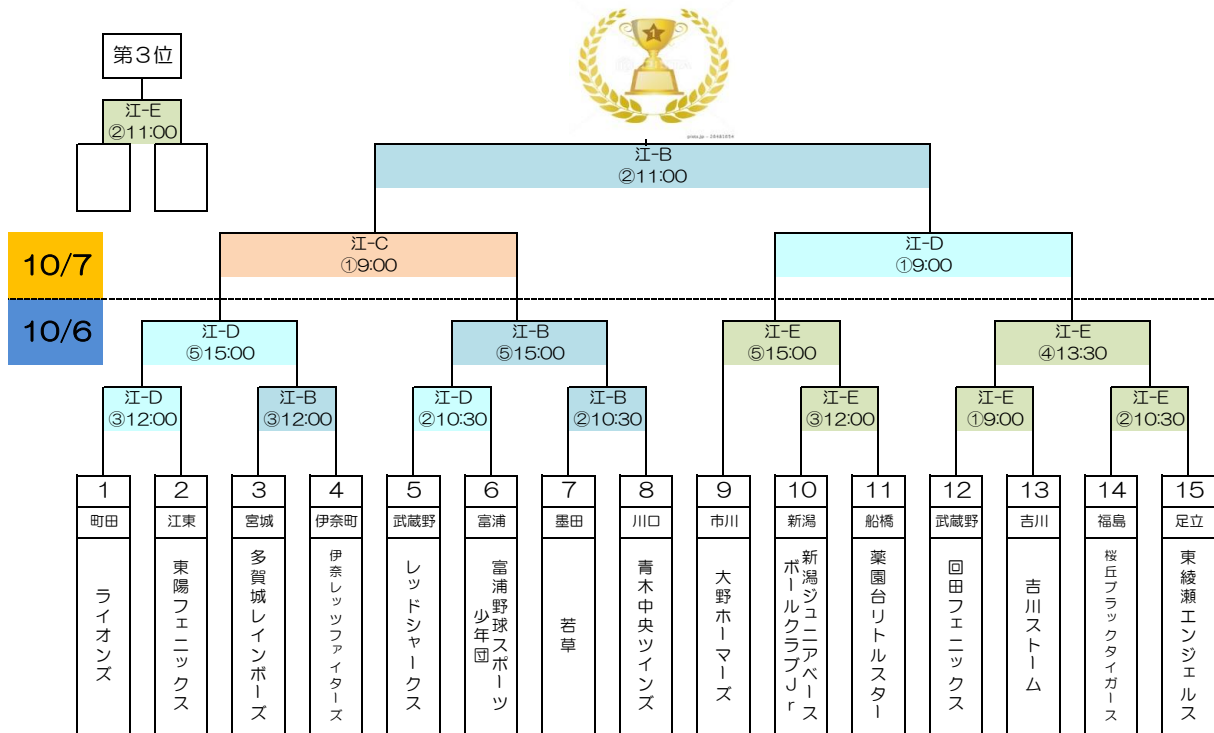 第3位
江-E
②11:00
1
江-B
②11:00
10/7
江-C
①9:00
江-D
①9:00
10/6
江-D
⑤15:00
江-B
⑤15:00
江-E
⑤15:00
江-E
④13:30
江-D
③12:00
江-B
③12:00
江-D
②10:30
江-B
②10:30
江-E
③12:00
江-E
①9:00
江-E
②10:30
1
町田
ライオンズ
2
江東
東陽フェニックス
3
宮城
多賀城レインボーズ
4
伊奈町
伊奈レッツファイターズ
5
武蔵野
レッドシャークス
6
富浦
富浦野球スポーツ
少年団
7
墨田
若草
8
川口
青木中央ツインズ
9
市川
大野ホーマーズ
10
新潟
新潟ジュニアベース
ボールクラブJr
11
船橋
薬園台リトルスター
12
武蔵野
回田フェニックス
13
吉川
吉川ストーム
14
福島
桜丘ブラックタイガース
15
足立
東綾瀬エンジェルス